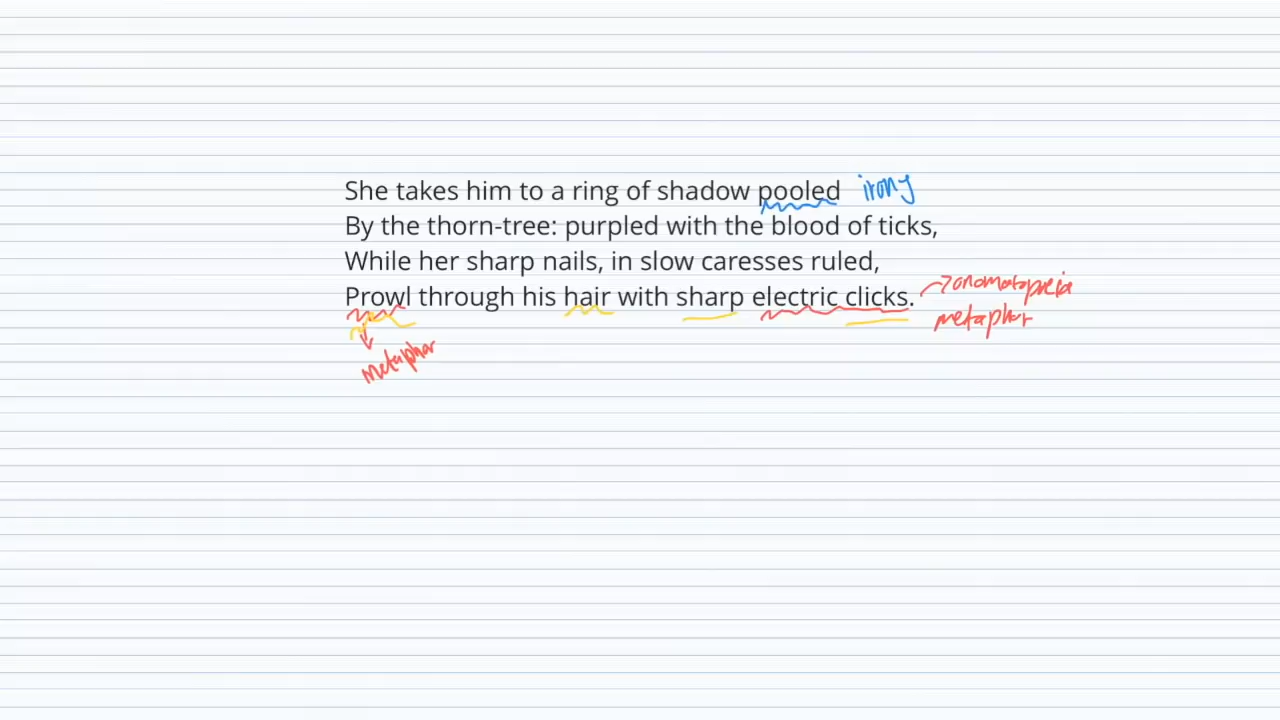 She takes him to a ring of shadow pooled irony
By the thorn-tree: purpled with the blood of ticks,
While her sharp nails, in slow caresses ruled,
Prowl through his hair with sharp electric clicks.
onomatopoeia
metaphor
metaphor